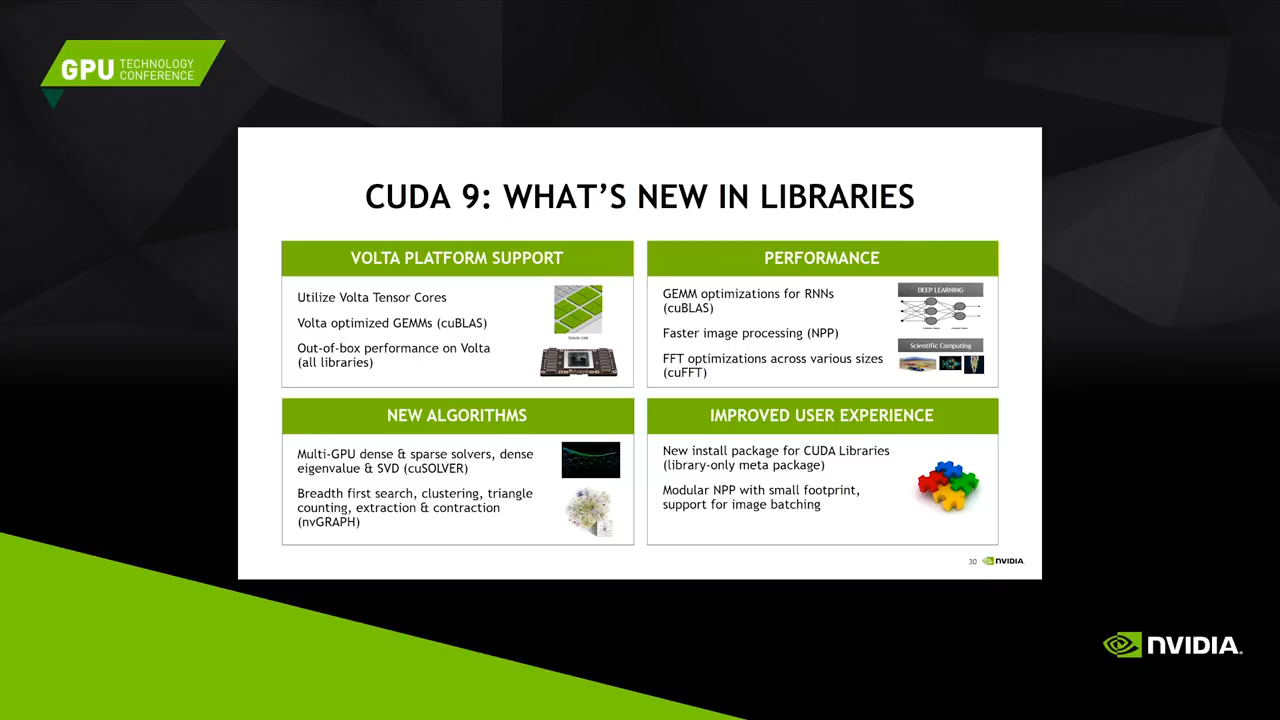 GPU TECHNOLOGY
CONFERENCE
CUDA 9: WHAT'S NEW IN LIBRARIES
VOLTA PLATFORM SUPPORT
Utilize Volta Tensor Cores
Volta optimized GEMMs (cuBLAS)
Out-of-box performance on Volta
(all libraries)
TENSOR CORE
PERFORMANCE
GEMM optimizations for RNNs
(cuBLAS)
Faster image processing (NPP)
FFT optimizations across various sizes
(cuFFT)
DEEP LEARNING
Scientific Computing
NEW ALGORITHMS
Multi-GPU dense & sparse solvers, dense
eigenvalue & SVD (cuSOLVER)
Breadth first search, clustering, triangle
counting, extraction & contraction
(nvGRAPH)
IMPROVED USER EXPERIENCE
New install package for CUDA Libraries
(library-only meta package)
Modular NPP with small footprint,
support for image batching
30 NVIDIA.
NVIDIA.